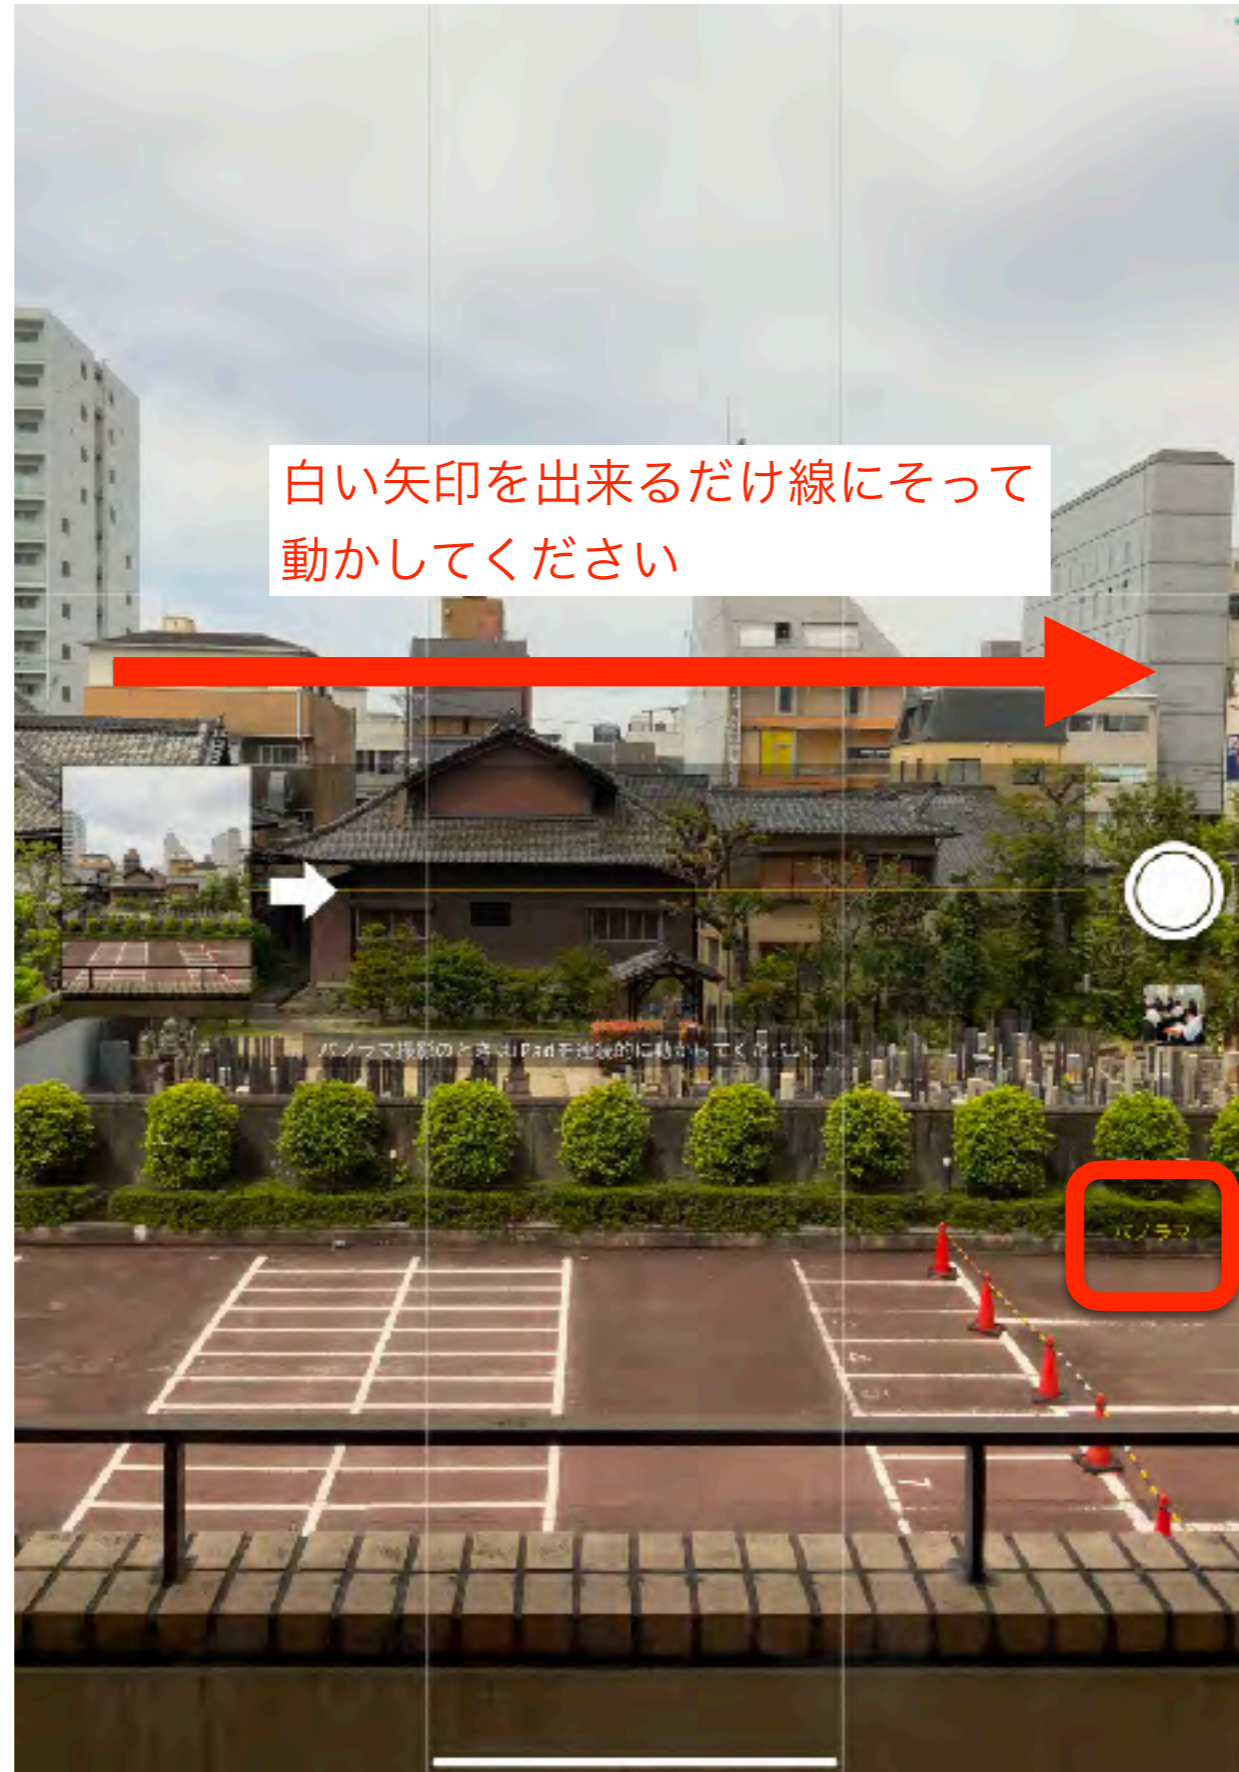 白い矢印を出来るだけ線にそって
動かしてください
パノラマ撮影のときはiPadを連続的に動かしてください。
パノラマ
7